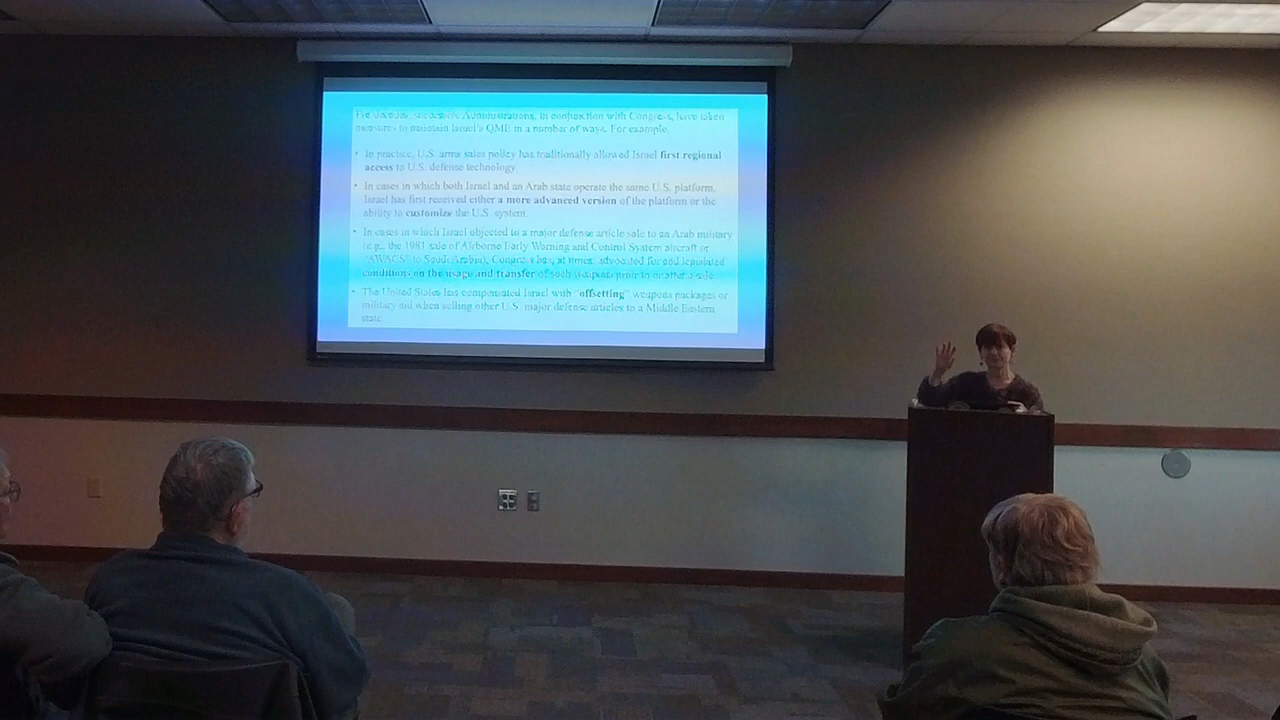 For decades, successive Administrations, in conjunction with Congress, have taken
measures to maintain Israel's QME in a number of ways. For example,
• In practice, U.S. arms sales policy has traditionally allowed Israel first regional
access to U.S. defense technology.
• In cases in which both Israel and an Arab state operate the same U.S. platform,
Israel has first received either a more advanced version of the platform or the
ability to customize the U.S. system.
• In cases in which Israel objected to a major defense article sale to an Arab military
(e.g., the 1981 sale of Airborne Early Warning and Control System aircraft or
"AWACS" to Saudi Arabia), Congress has, at times, advocated for and legislated
conditions on the usage and transfer of such weapons prior to or after a sale.
• The United States has compensated Israel with "offsetting" weapons packages or
military aid when selling other U.S. major defense articles to a Middle Eastern
state.